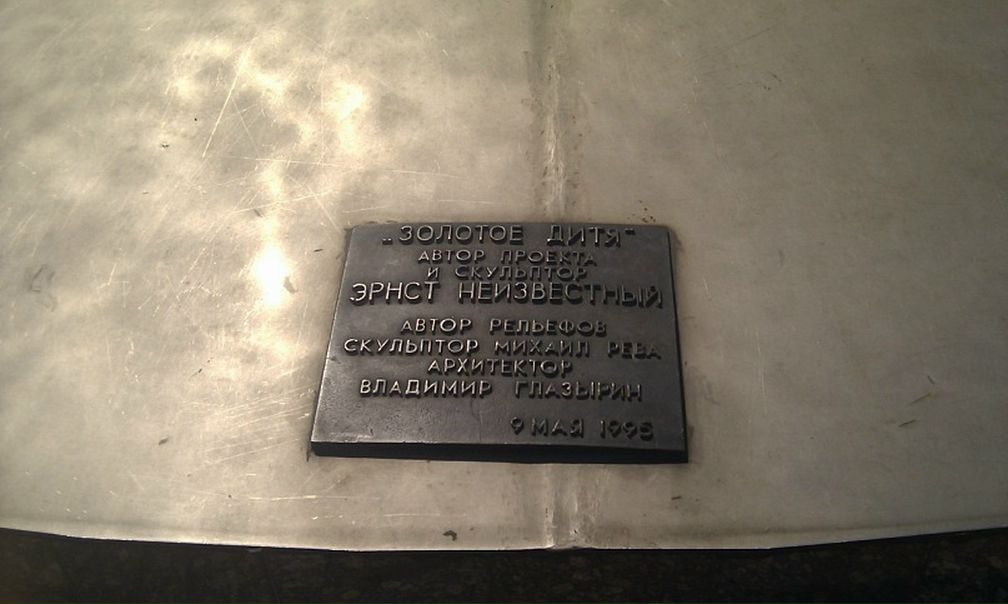 „ЗОЛОТОЕ ДИТЯ"
АВТОР ПРОЕКТА
И СКУЛЬПТОР
ЭРНСТ НЕИЗВЕСТНЫЙ
АВТОР РЕЛЬЕФОВ
СКУЛЬПТОР МИХАИЛ РЕВА
АРХИТЕКТОР
ВЛАДИМИР ГЛАЗЫРИН
9 МАЯ 1995